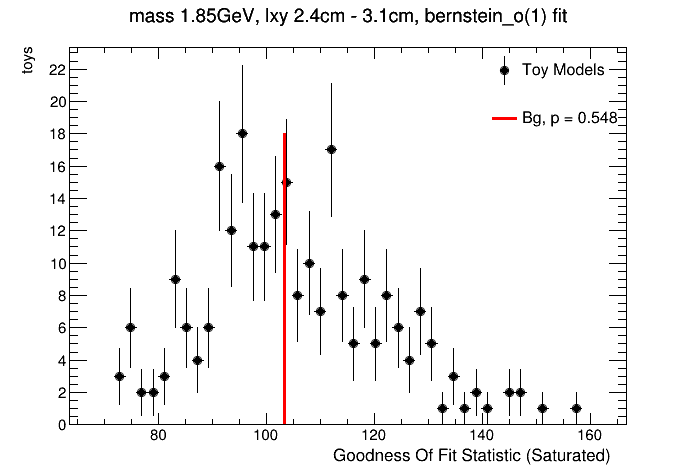 mass 1.85GeV, lxy 2.4cm - 3.1cm, bernstein_o(1) fit
toys
Toy Models
Bg, p = 0.548
22
20
18
16
14
12
10
8
6
4
2
0
80 100 120 140 160
Goodness Of Fit Statistic (Saturated)